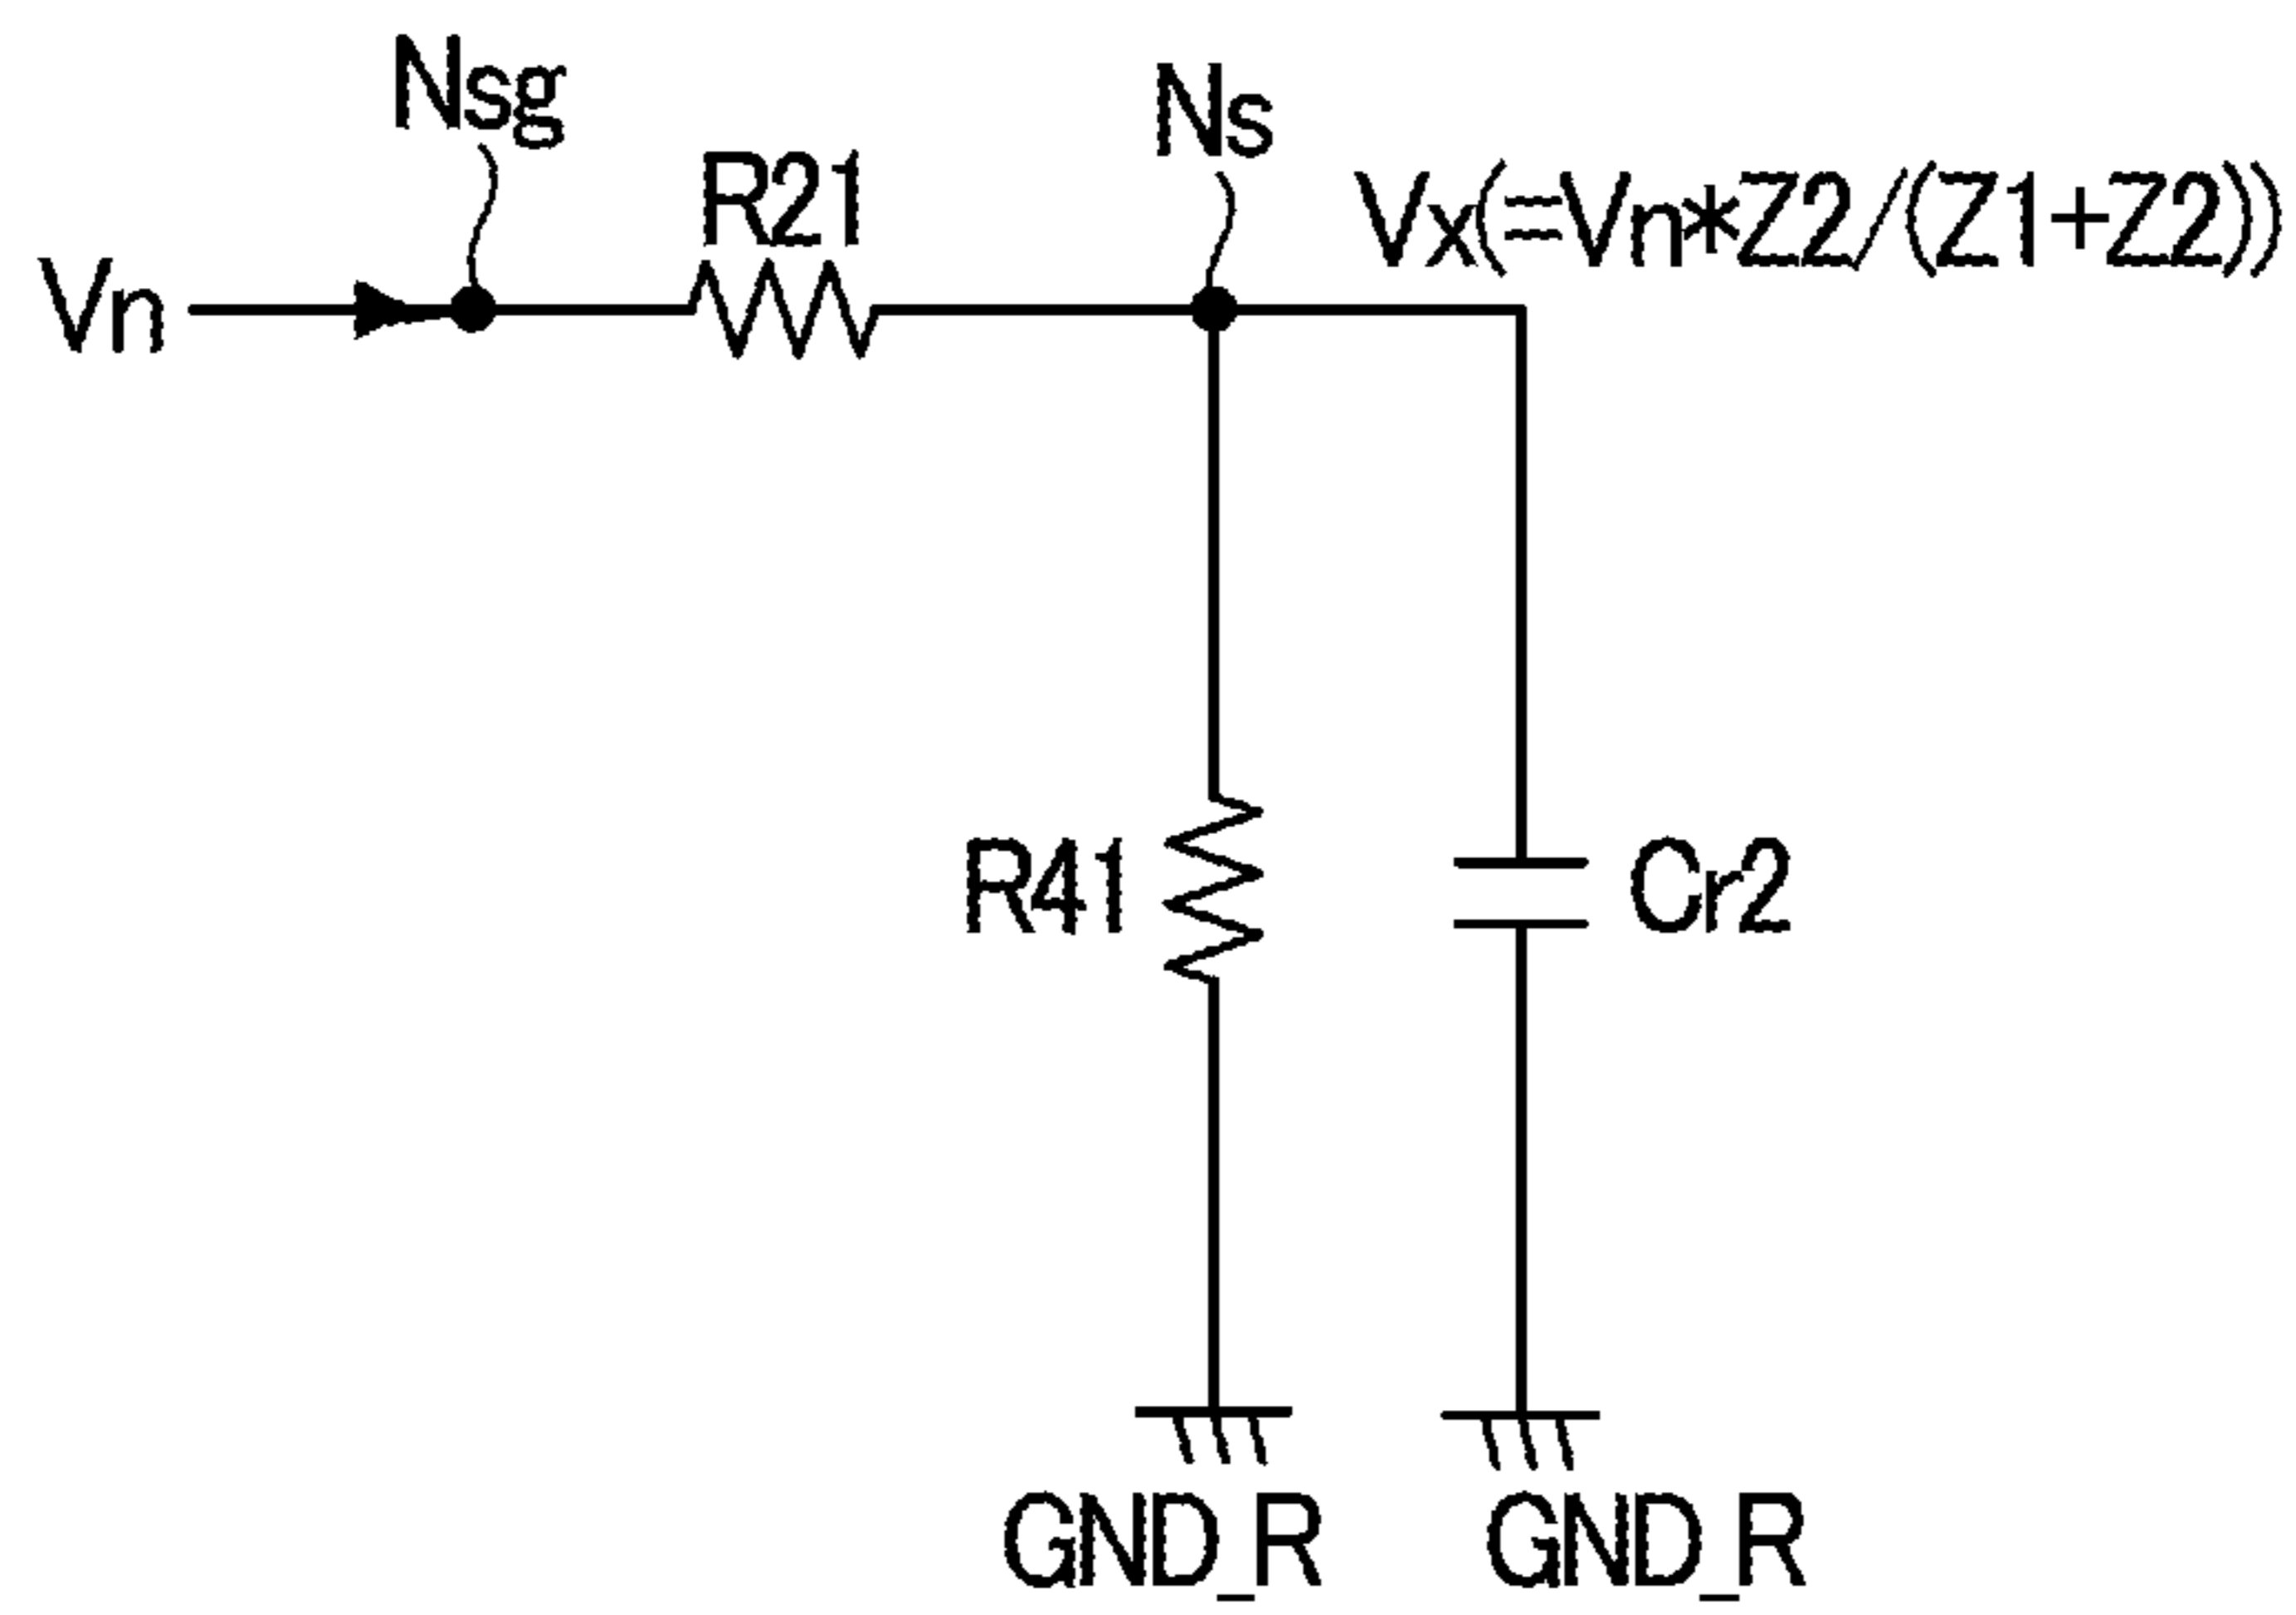 Nsg
Ns
R21
Vx(=Vn*Z2/(Z1+Z2))
Vn
R41
Cr2
GND_R
GND_R